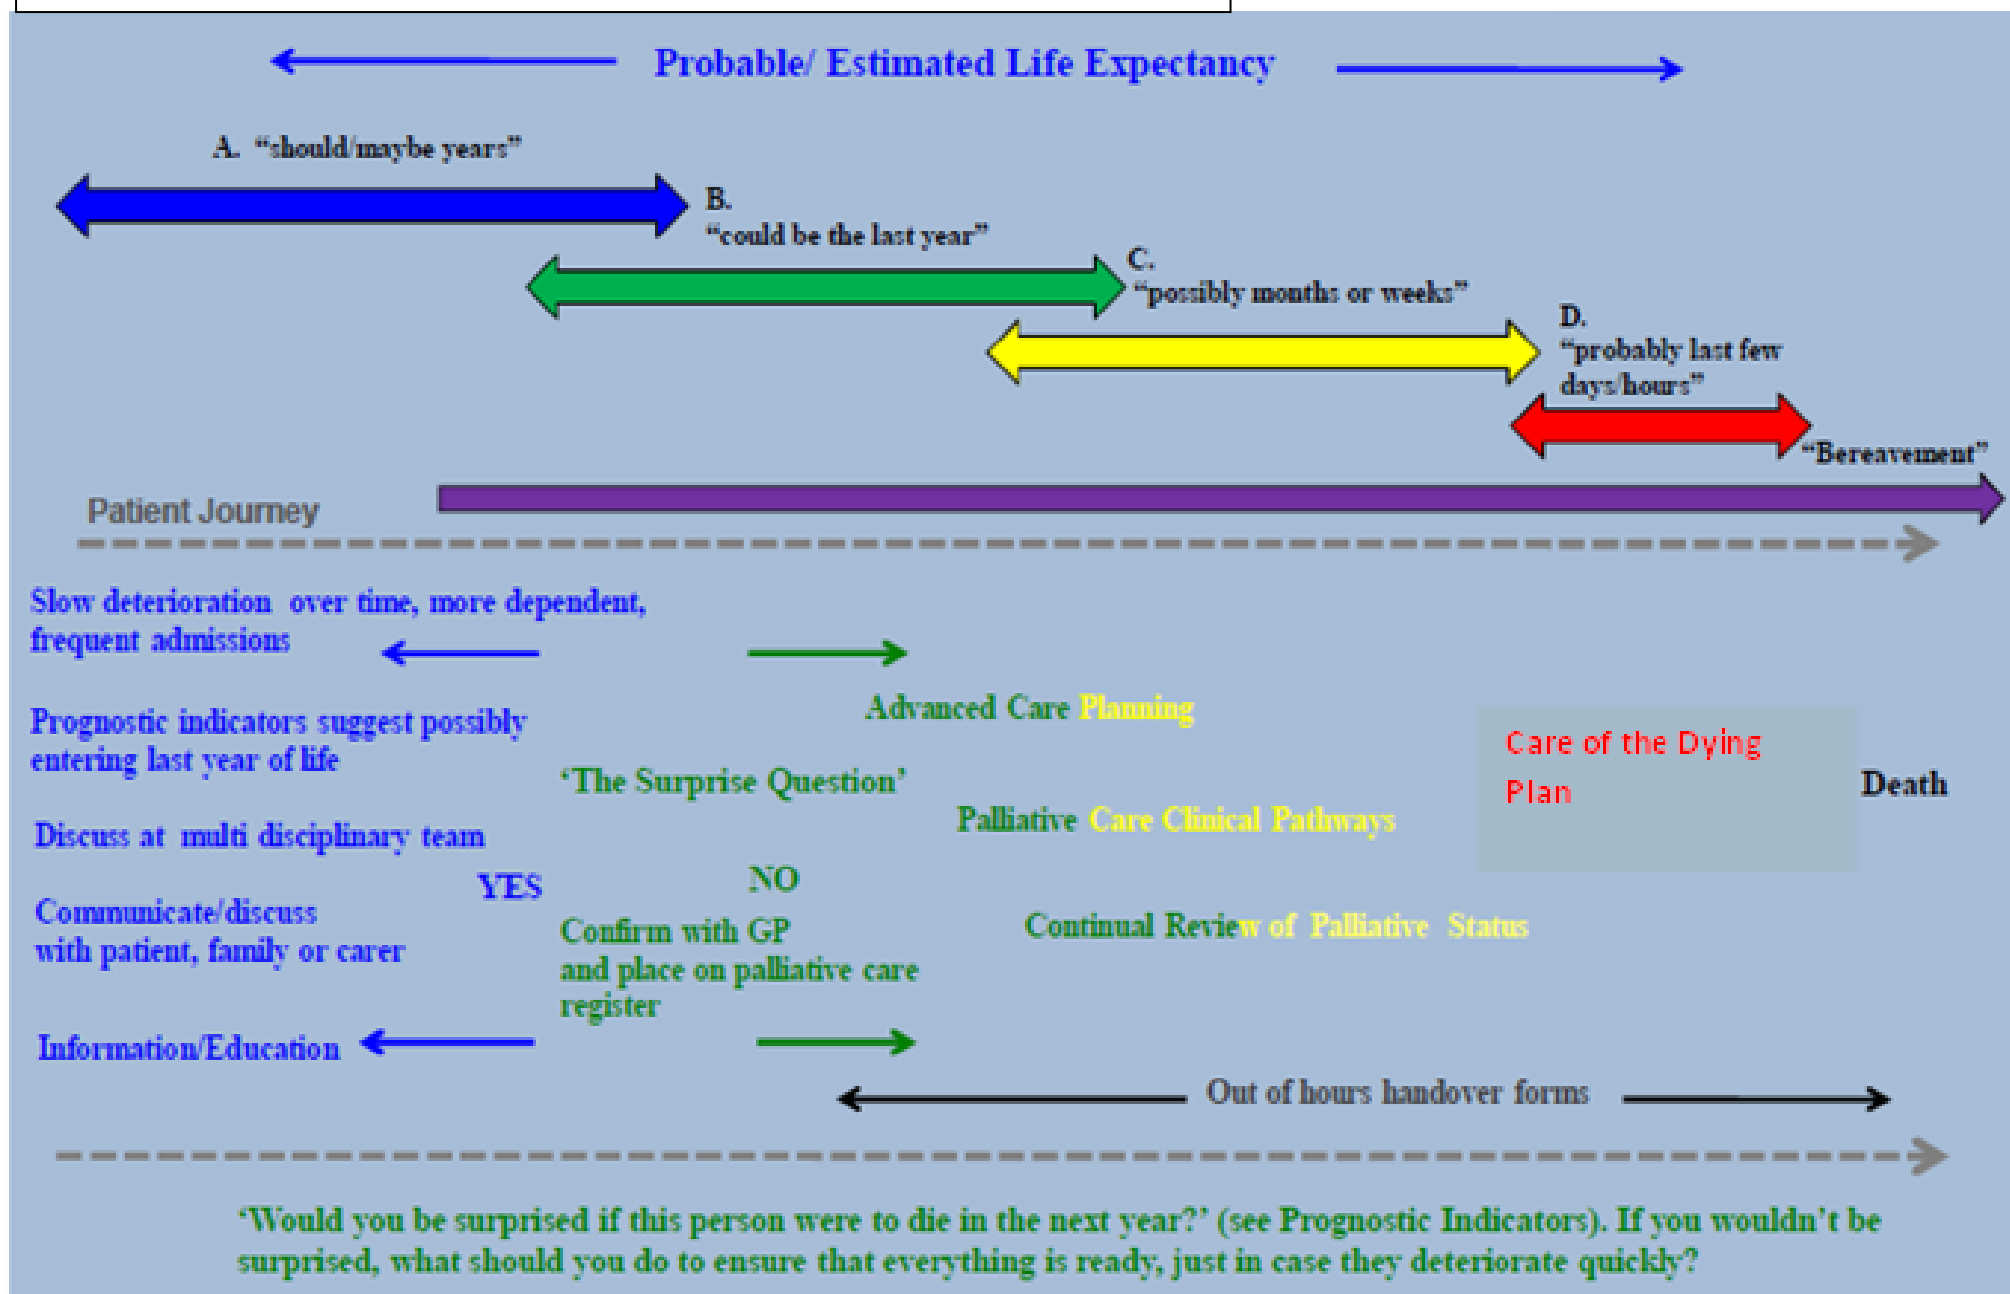 Probable/ Estimated Life Expectancy
A. “should/maybe years”
B.
“could be the last year”
C.
“possibly months or weeks”
D.
“probably last few
days/hours”
“Bereavement”
Patient Journey
Slow deterioration over time, more dependent,
frequent admissions
Advanced Care Planning
Prognostic indicators suggest possibly
entering last year of life
‘The Surprise Question’
Care of the Dying
Plan
Death
Palliative Care Clinical Pathways
Discuss at multi disciplinary team
YES
NO
Communicate/discuss
with patient, family or carer
Confirm with GP
and place on palliative care
register
Continual Review of Palliative Status
Information/Education
Out of hours handover forms
‘Would you be surprised if this person were to die in the next year?’ (see Prognostic Indicators). If you wouldn’t be
surprised, what should you do to ensure that everything is ready, just in case they deteriorate quickly?